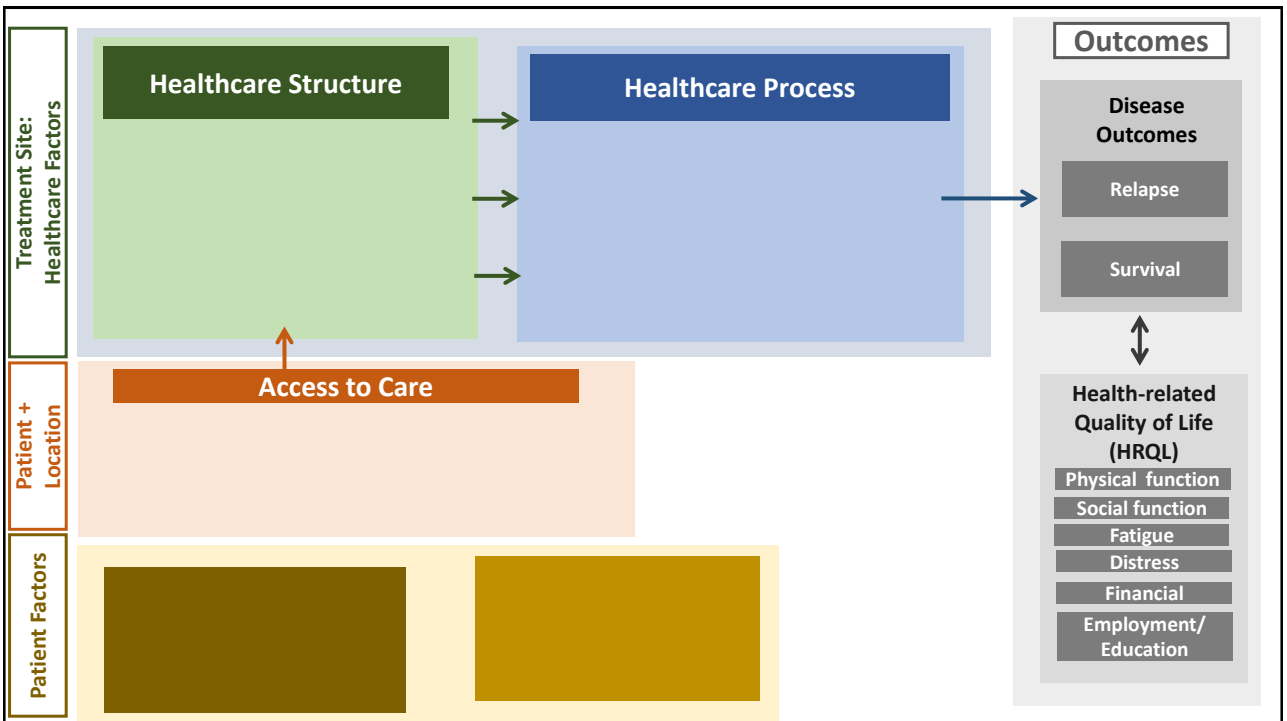 Treatment Site:
Healthcare Factors
Healthcare Structure
Healthcare Process
Outcomes
Disease
Outcomes
Relapse
Survival
Patient +
Location
Access to Care
Health-related
Quality of Life
(HRQL)
Physical function
Social function
Fatigue
Distress
Financial
Employment/
Education
Patient Factors